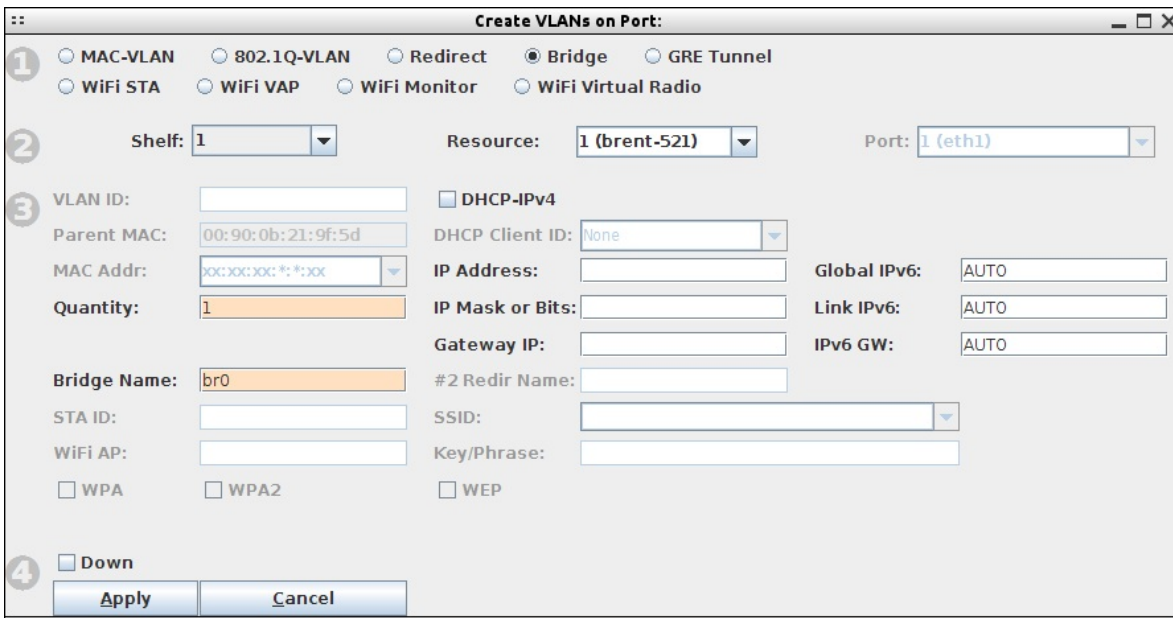 Create VLANs on Port:
1 MAC-VLAN 802.1Q-VLAN Redirect Bridge GRE Tunnel
WiFi STA WiFi VAP WiFi Monitor WiFi Virtual Radio
2 Shelf: 1 Resource: 1 (brent-521) Port: 1 (eth1)
3 VLAN ID: DHCP-IPv4
Parent MAC: 00:90:0b:21:9f:5d DHCP Client ID: None
MAC Addr: xx:xx:xx:*:*:xx IP Address: Global IPv6: AUTO
Quantity: 1 IP Mask or Bits: Link IPv6: AUTO
Gateway IP: IPv6 GW: AUTO
Bridge Name: br0 #2 Redir Name:
STA ID: SSID:
WiFi AP: Key/Phrase:
WPA WPA2 WEP
4 Down
Apply Cancel